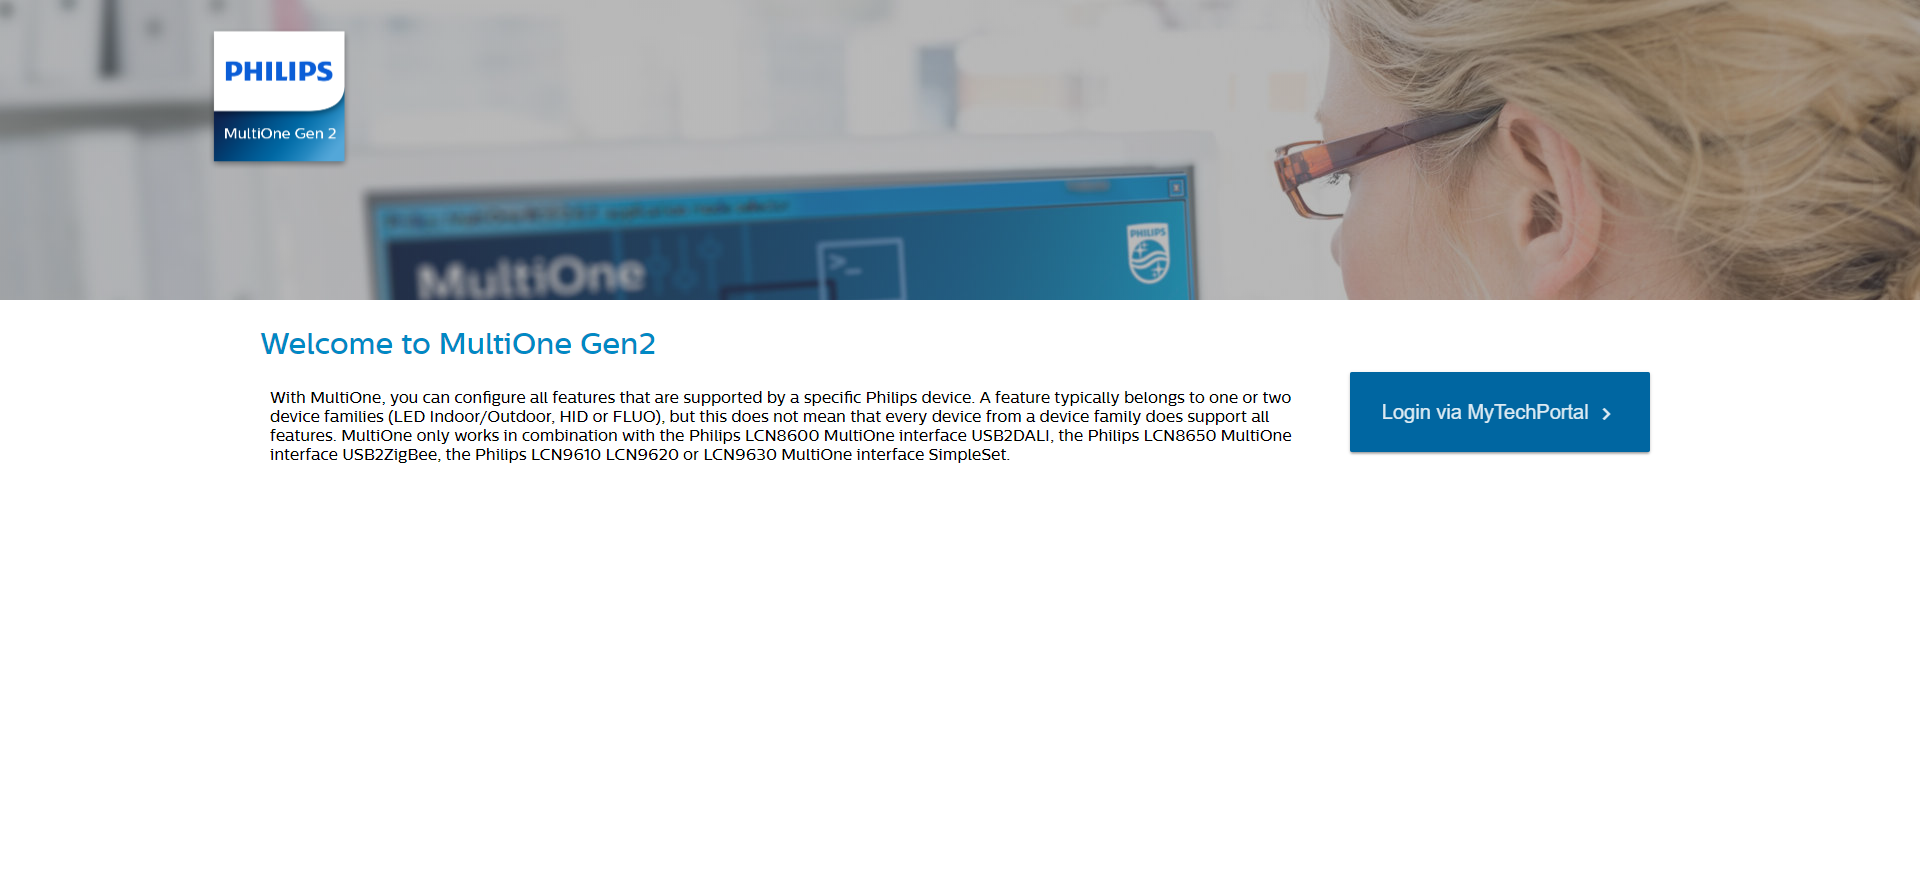 PHILIPS
MultiOne Gen 2
MultiOne
>_
PHILIPS
Welcome to MultiOne Gen2
With MultiOne, you can configure all features that are supported by a specific Philips device. A feature typically belongs to one or two
device families (LED Indoor/Outdoor, HID or FLUO), but this does not mean that every device from a device family does support all
features. MultiOne only works in combination with the Philips LCN8600 MultiOne interface USB2DALI, the Philips LCN8650 MultiOne
interface USB2ZigBee, the Philips LCN9610 LCN9620 or LCN9630 MultiOne interface SimpleSet.
Login via MyTechPortal